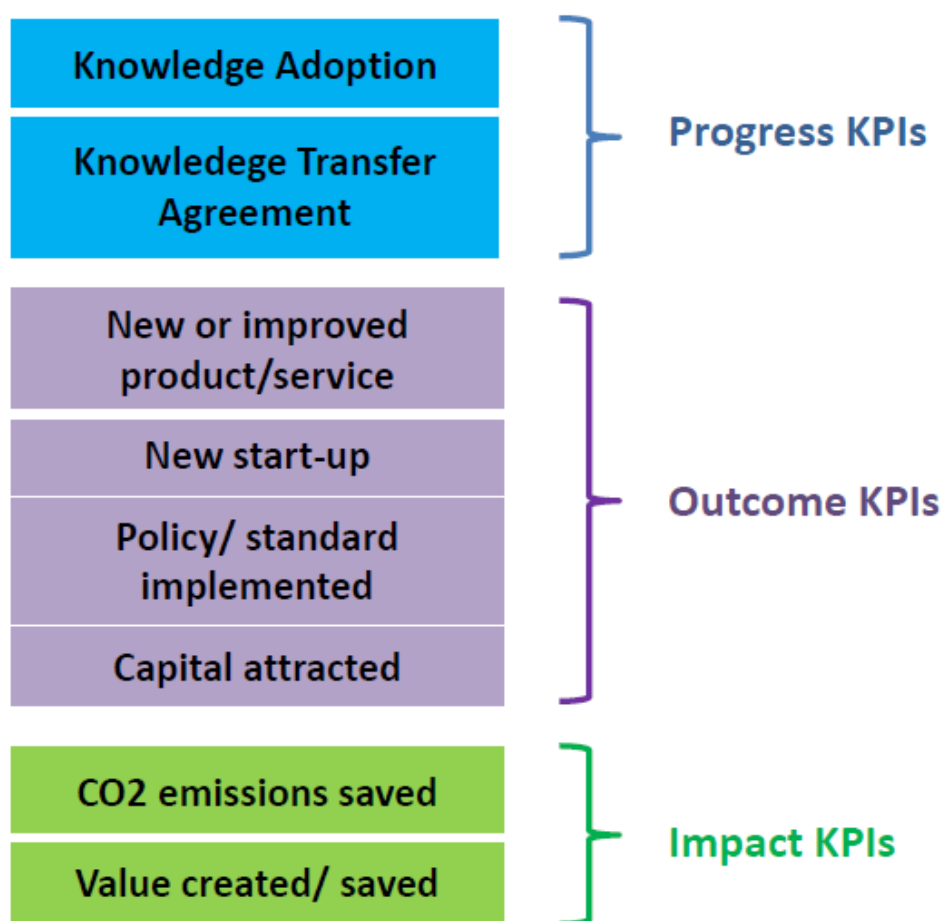 Knowledge Adoption
Knowledege Transfer
Agreement
Progress KPIs
New or improved
product/service
New start-up
Policy/ standard
implemented
Capital attracted
Outcome KPIs
CO2 emissions saved
Value created/ saved
Impact KPIs